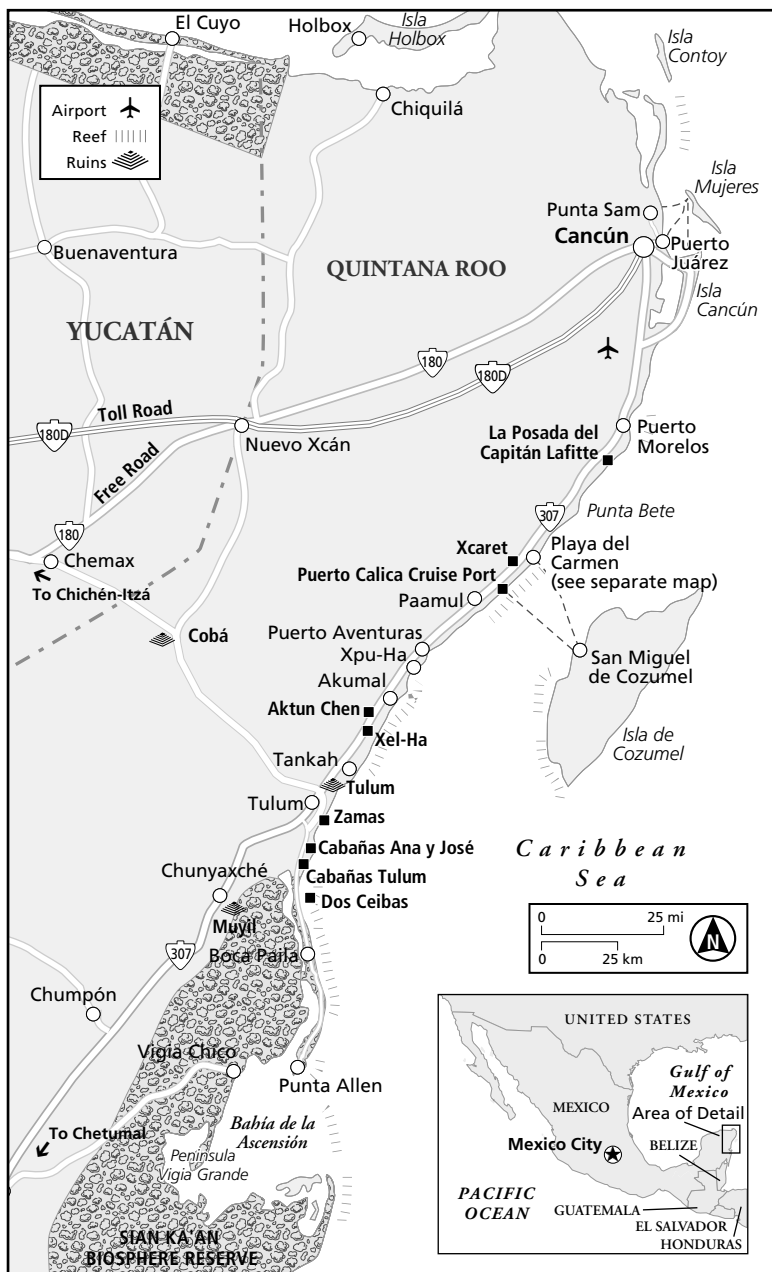 El Cuyo
Holbox
Isla
Holbox
Isla
Contoy
Airport
Reef
Ruins
Chiquilá
Isla
Mujeres
Punta Sam
Cancún
Puerto
Juárez
Buenaventura
QUINTANA ROO
Isla
Cancún
YUCATÁN
180
180D
Toll Road
180D
Free Road
Nuevo Xcán
La Posada del
Capitán Lafitte
Puerto
Morelos
307
Punta Bete
180
Chemax
To Chichén-Itzá
Xcaret
Playa del
Carmen
(see separate map)
Puerto Calica Cruise Port
Paamul
Cobá
Puerto Aventuras
Xpu-Ha
San Miguel
de Cozumel
Akumal
Aktun Chen
Xel-Ha
Isla de
Cozumel
Tankah
Tulum
Tulum
Zamas
Cabañas Ana y José
Caribbean
Sea
Cabañas Tulum
Chunyaxché
Dos Ceibas
Muyil
0 25 mi
0 25 km
N
307
Boca Paila
Chumpón
Vigia Chico
Punta Allen
To Chetumal
Bahía de la
Ascensión
Península
Vigia Grande
SIAN KA'AN
BIOSPHERE RESERVE
UNITED STATES
Gulf of
Mexico
MEXICO
Area of Detail
Mexico City
BELIZE
PACIFIC
OCEAN
GUATEMALA
EL SALVADOR
HONDURAS